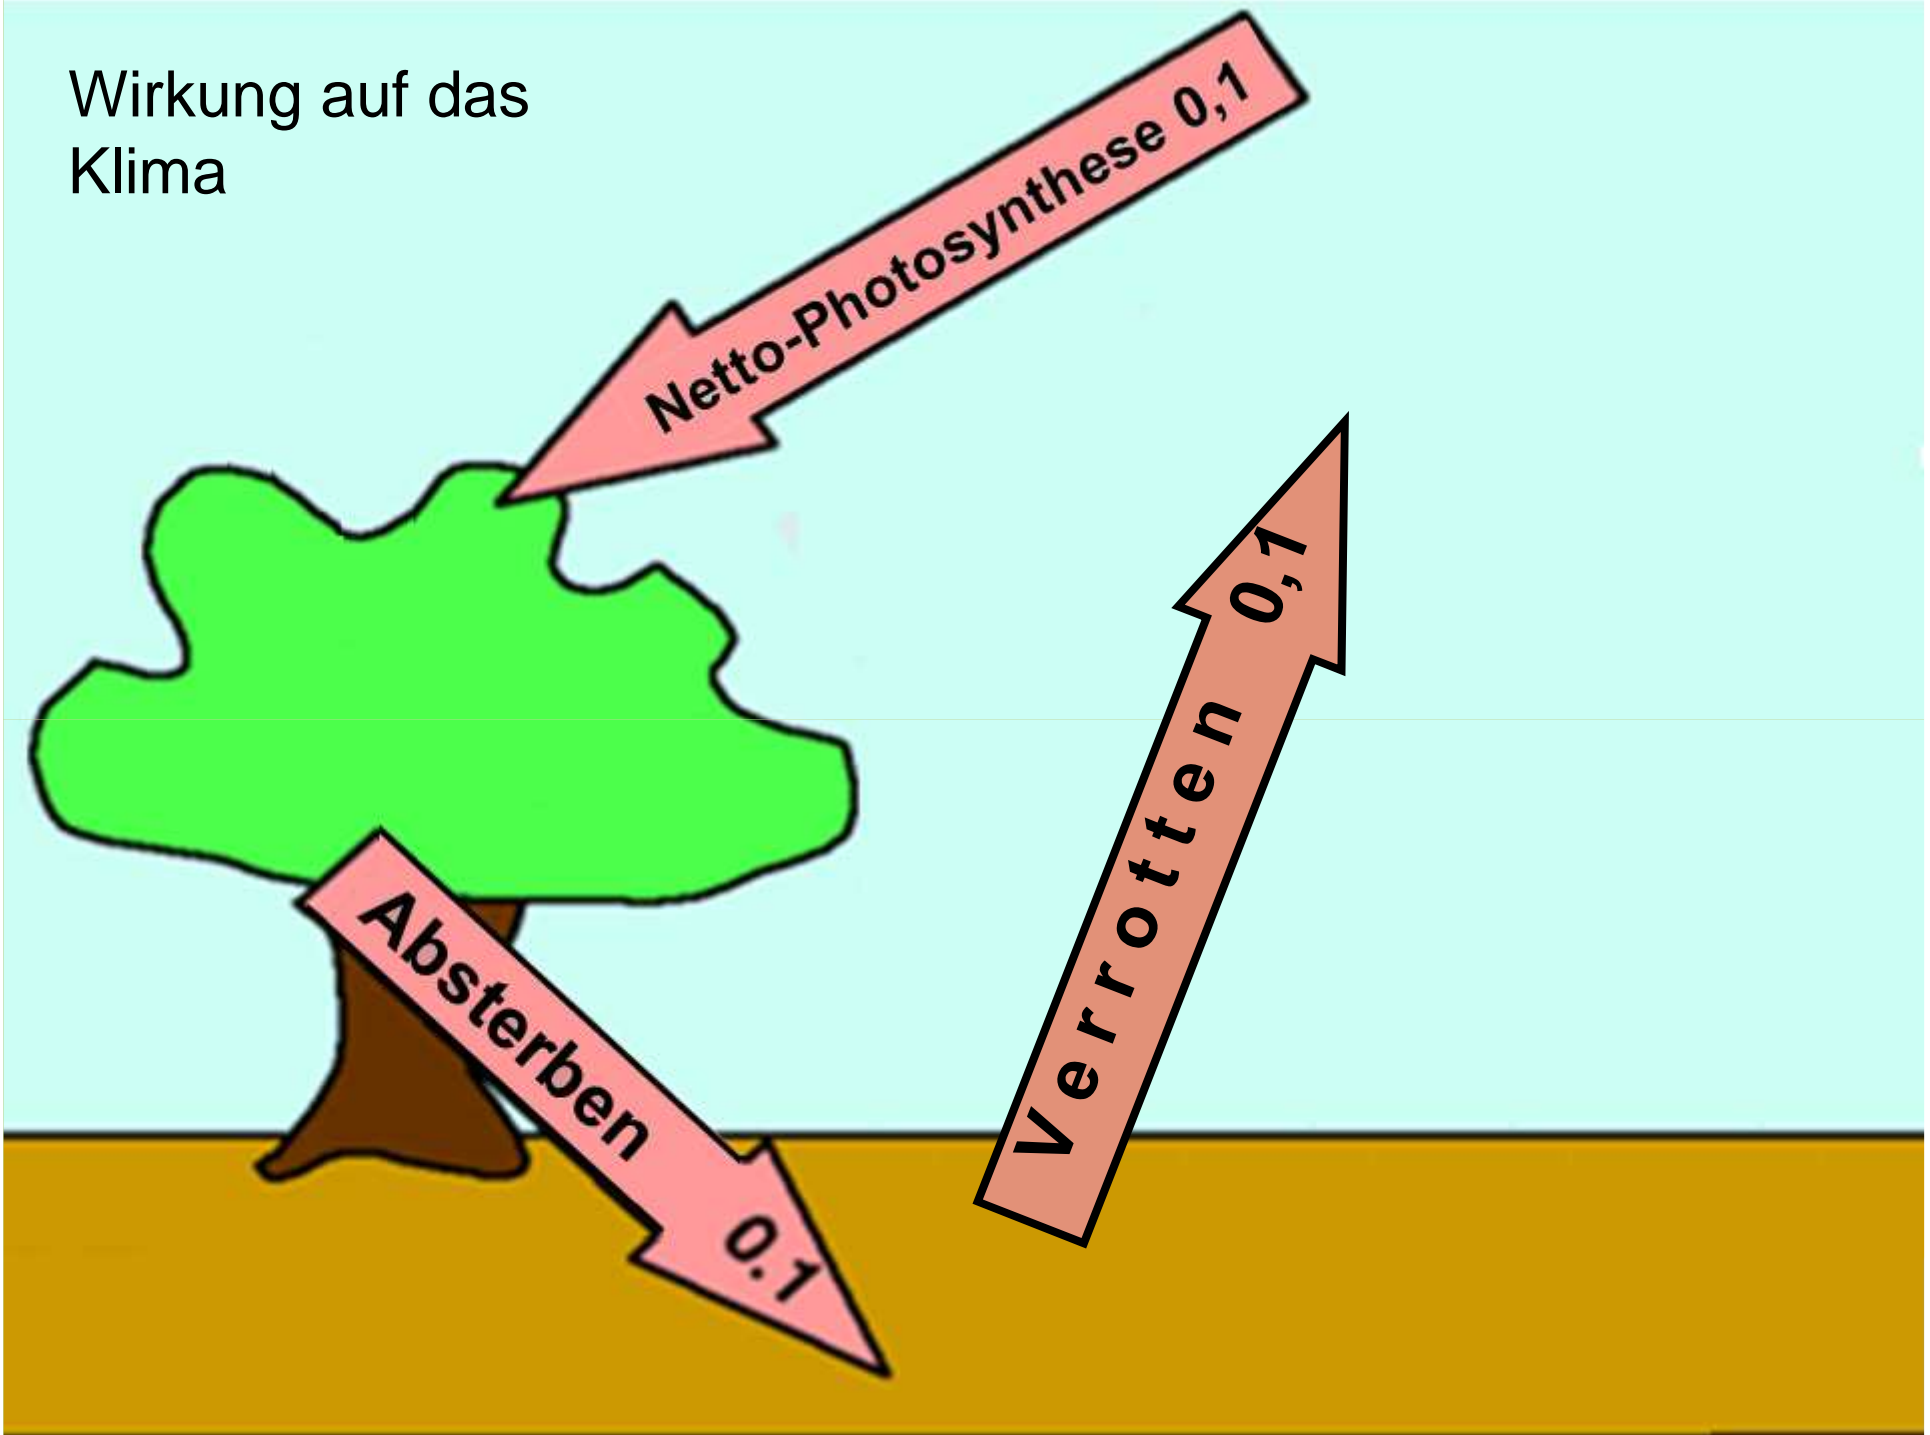 Wirkung auf das
Klima
Netto-Photosynthese 0,1
Verrotten 0,1
Absterben 0.1